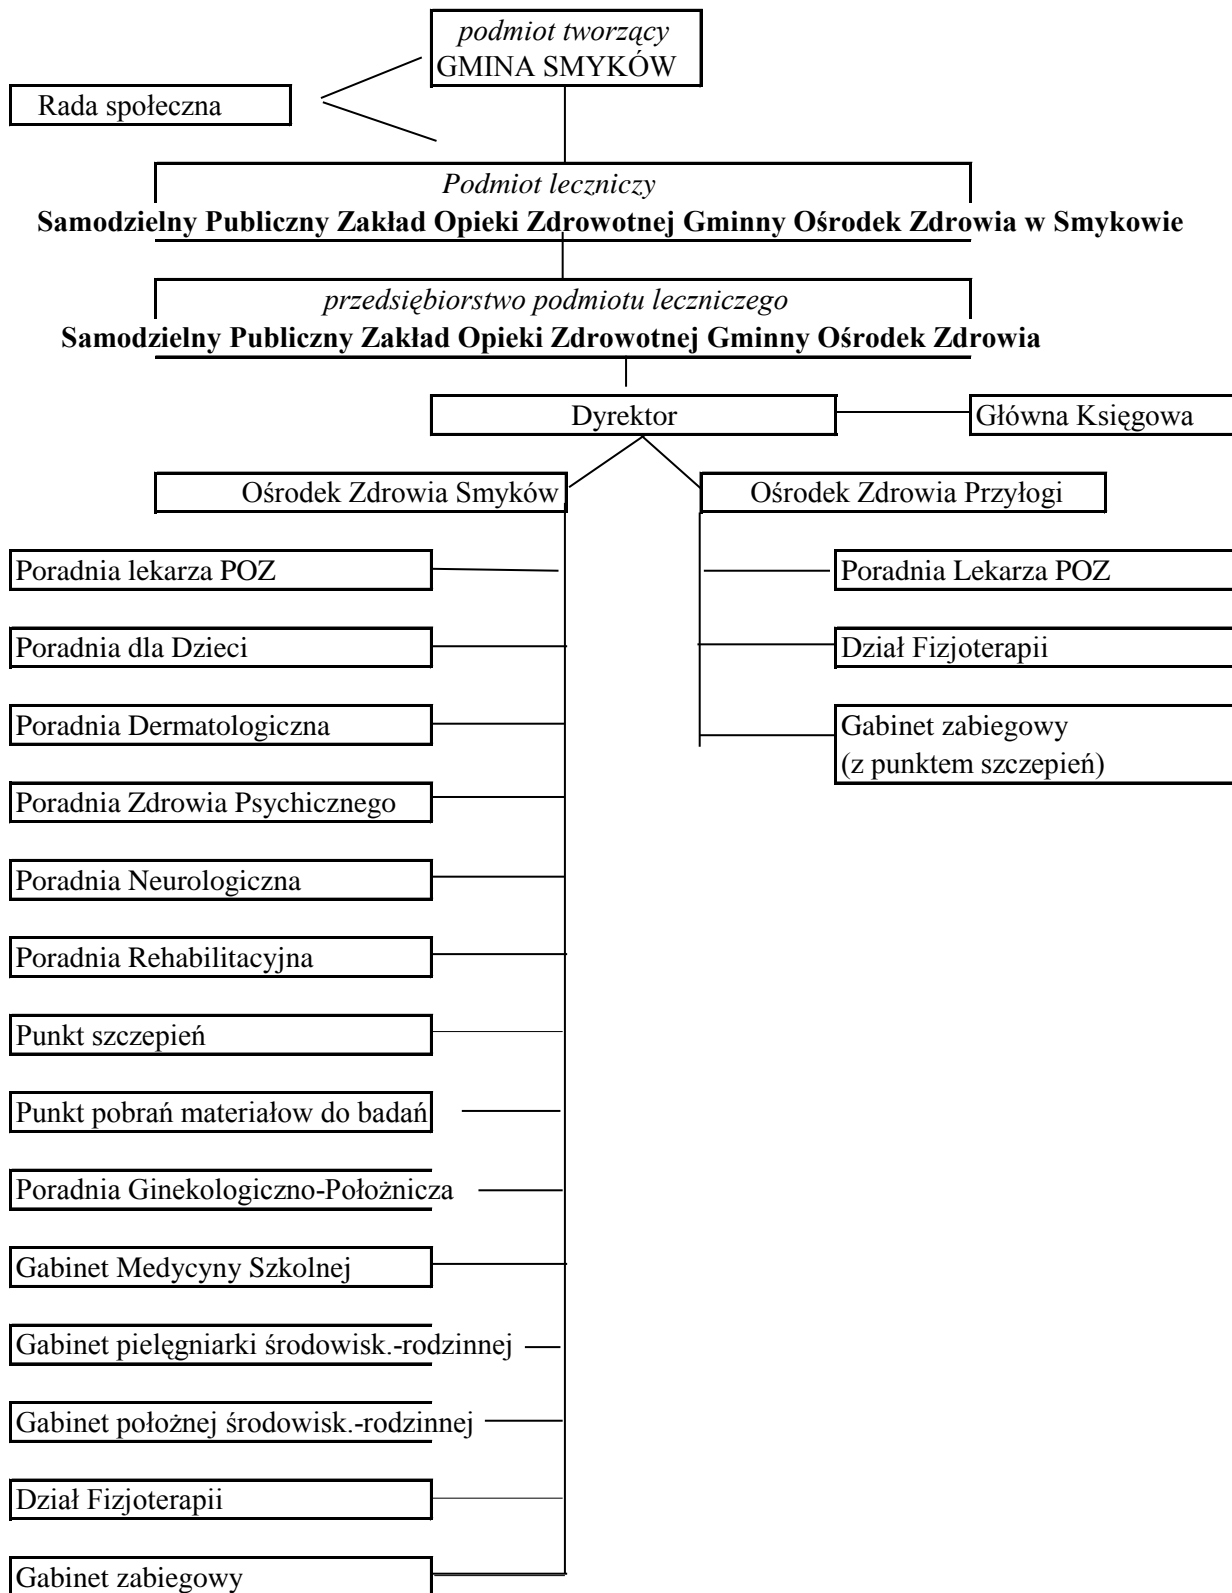 podmiot tworzący
GMINA SMYKÓW
Rada społeczna
Podmiot leczniczy
Samodzielny Publiczny Zakład Opieki Zdrowotnej Gminny Ośrodek Zdrowia w Smykowie
przedsiębiorstwo podmiotu leczniczego
Samodzielny Publiczny Zakład Opieki Zdrowotnej Gminny Ośrodek Zdrowia
Dyrektor
Główna Księgowa
Ośrodek Zdrowia Smyków
Ośrodek Zdrowia Przyłogi
Poradnia lekarza POZ
Poradnia Lekarza POZ
Poradnia dla Dzieci
Dział Fizjoterapii
Poradnia Dermatologiczna
Gabinet zabiegowy
(z punktem szczepień)
Poradnia Zdrowia Psychicznego
Poradnia Neurologiczna
Poradnia Rehabilitacyjna
Punkt szczepień
Punkt pobrań materiałow do badań
Poradnia Ginekologiczno-Położnicza
Gabinet Medycyny Szkolnej
Gabinet pielęgniarki środowisk.-rodzinnej
Gabinet położnej środowisk.-rodzinnej
Dział Fizjoterapii
Gabinet zabiegowy